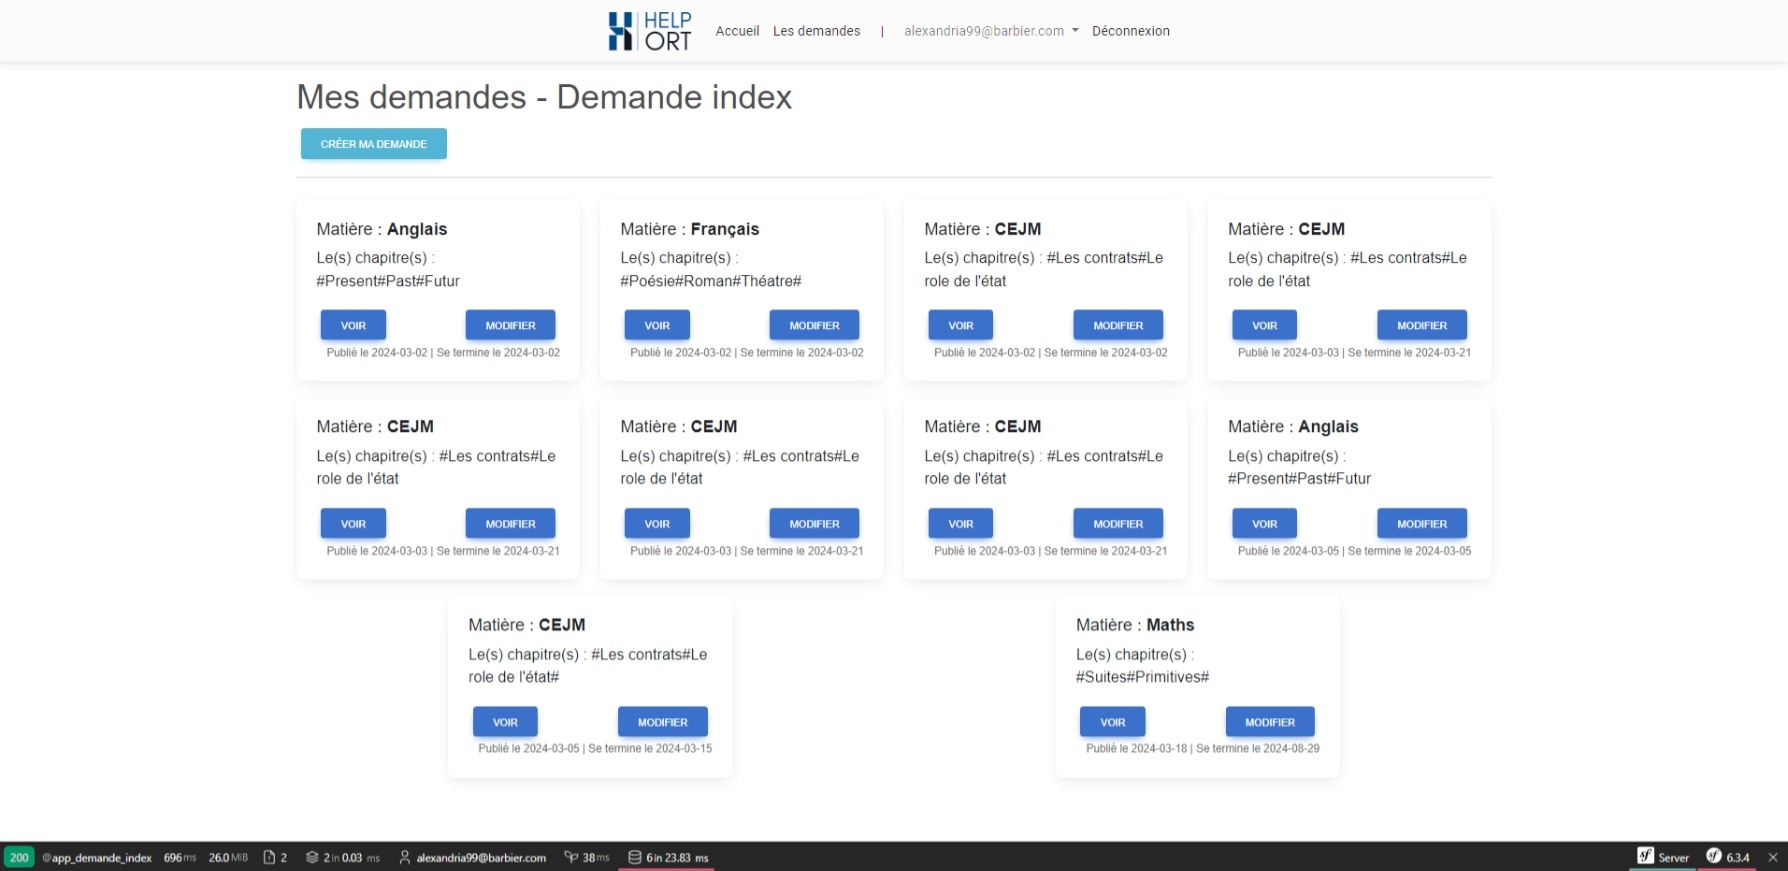 HELP
ORT
Accueil Les demandes | alexandria99@barbier.com Déconnexion
Mes demandes - Demande index
CRÉER MA DEMANDE
Matière : Anglais
Le(s) chapitre(s) :
#Present#Past#Futur
VOIR MODIFIER
Publié le 2024-03-02 | Se termine le 2024-03-02
Matière : Français
Le(s) chapitre(s) :
#Poésie#Roman#Théatre#
VOIR MODIFIER
Publié le 2024-03-02 | Se termine le 2024-03-02
Matière : CEJM
Le(s) chapitre(s) : #Les contrats#Le
role de l'état
VOIR MODIFIER
Publié le 2024-03-02 | Se termine le 2024-03-02
Matière : CEJM
Le(s) chapitre(s) : #Les contrats#Le
role de l'état
VOIR MODIFIER
Publié le 2024-03-03 | Se termine le 2024-03-21
Matière : CEJM
Le(s) chapitre(s) : #Les contrats#Le
role de l'état
VOIR MODIFIER
Publié le 2024-03-03 | Se termine le 2024-03-21
Matière : CEJM
Le(s) chapitre(s) : #Les contrats#Le
role de l'état
VOIR MODIFIER
Publié le 2024-03-03 | Se termine le 2024-03-21
Matière : CEJM
Le(s) chapitre(s) : #Les contrats#Le
role de l'état
VOIR MODIFIER
Publié le 2024-03-03 | Se termine le 2024-03-21
Matière : Anglais
Le(s) chapitre(s) :
#Present#Past#Futur
VOIR MODIFIER
Publié le 2024-03-05 | Se termine le 2024-03-05
Matière : CEJM
Le(s) chapitre(s) : #Les contrats#Le
role de l'état#
VOIR MODIFIER
Publié le 2024-03-05 | Se termine le 2024-03-15
Matière : Maths
Le(s) chapitre(s) :
#Suites#Primitives#
VOIR MODIFIER
Publié le 2024-03-18 | Se termine le 2024-08-29
200 @app_demande_index 696 ms 26.0 MiB 2 2 in 0.03 ms alexandria99@barbier.com 38 ms 6 in 23.83 ms sf Server sf 6.3.4 ×